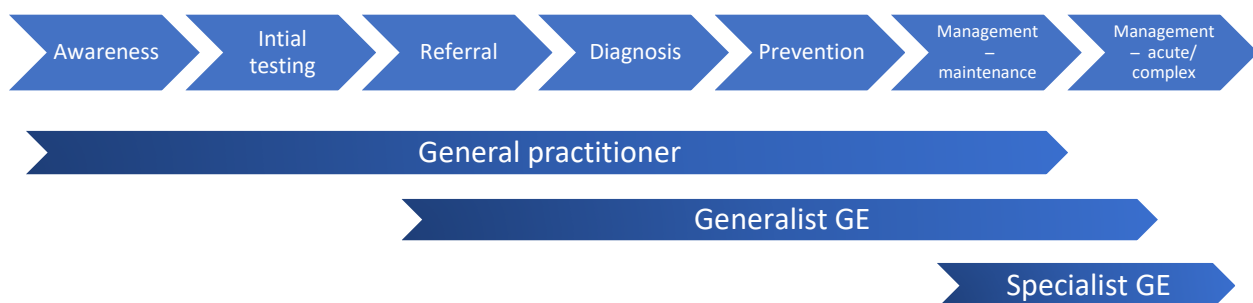 Awareness
Intial
testing
Referral
Diagnosis
Prevention
Management
–
maintenance
Management
– acute/
complex
General practitioner
Generalist GE
Specialist GE